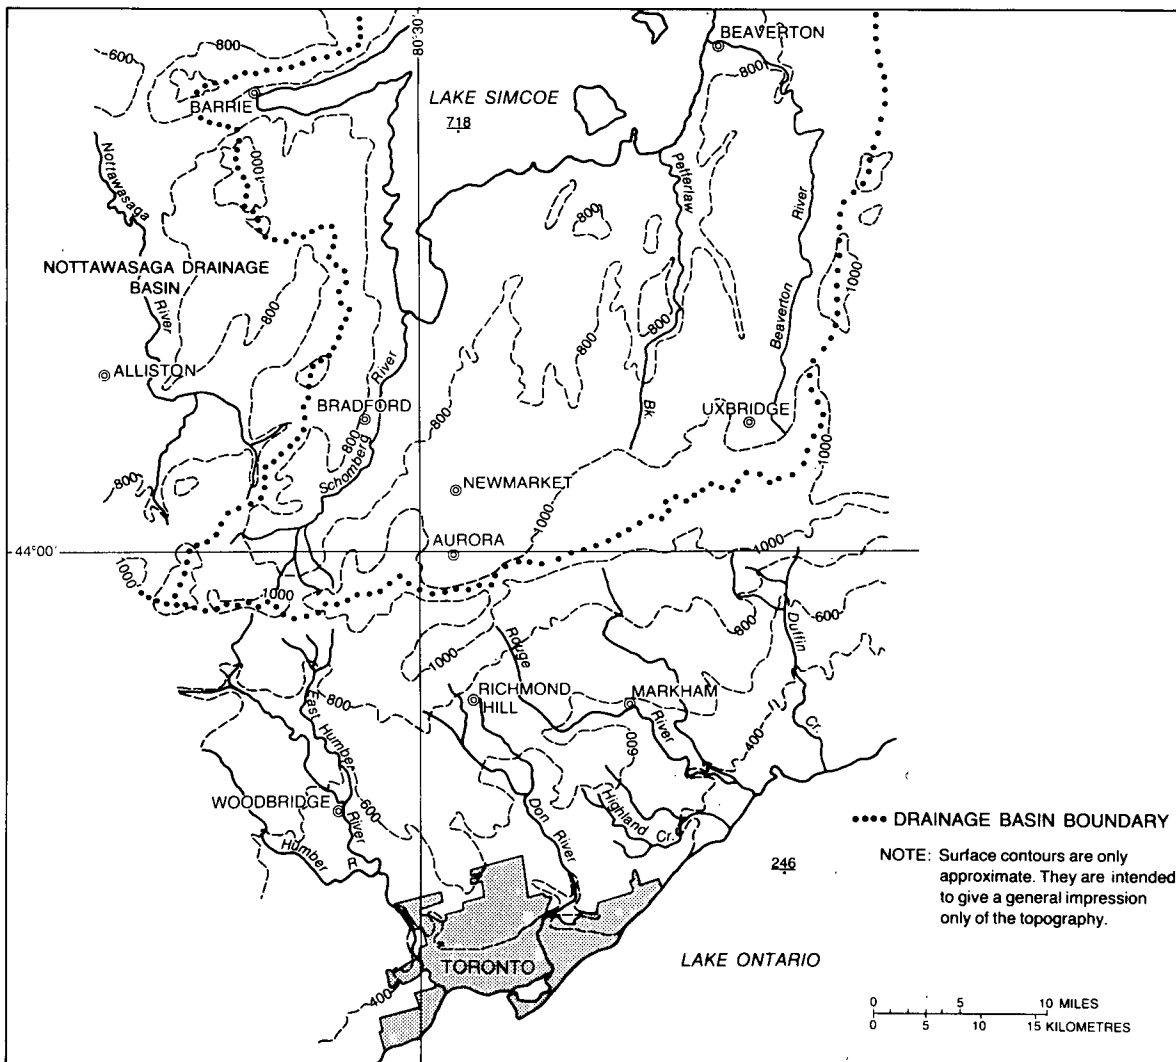 BEAVERTON
80°30'
600
800
800
BARRIE
LAKE SIMCOE
718
1000
Nottawasaga
Pefferlaw
River
800
1000
NOTTAWASAGA DRAINAGE
BASIN
River
800
800
Beaverton
ALLISTON
River
BRADFORD
Bk.
UXBRIDGE
800
800
1000
Schomberg
800
NEWMARKET
1000
AURORA
44°00'
1000
1000
1000
Duffin
600
800
Rouge
1000
RICHMOND
HILL
MARKHAM
800
East
Humber
River
River
400
Cr.
600
WOODBRIDGE
600
Highland
Don
River
Cr.
Humber
R.
DRAINAGE BASIN BOUNDARY
NOTE: Surface contours are only
approximate. They are intended
to give a general impression
only of the topography.
246
TORONTO
LAKE ONTARIO
400
0 5 10 MILES
0 5 10 15 KILOMETRES